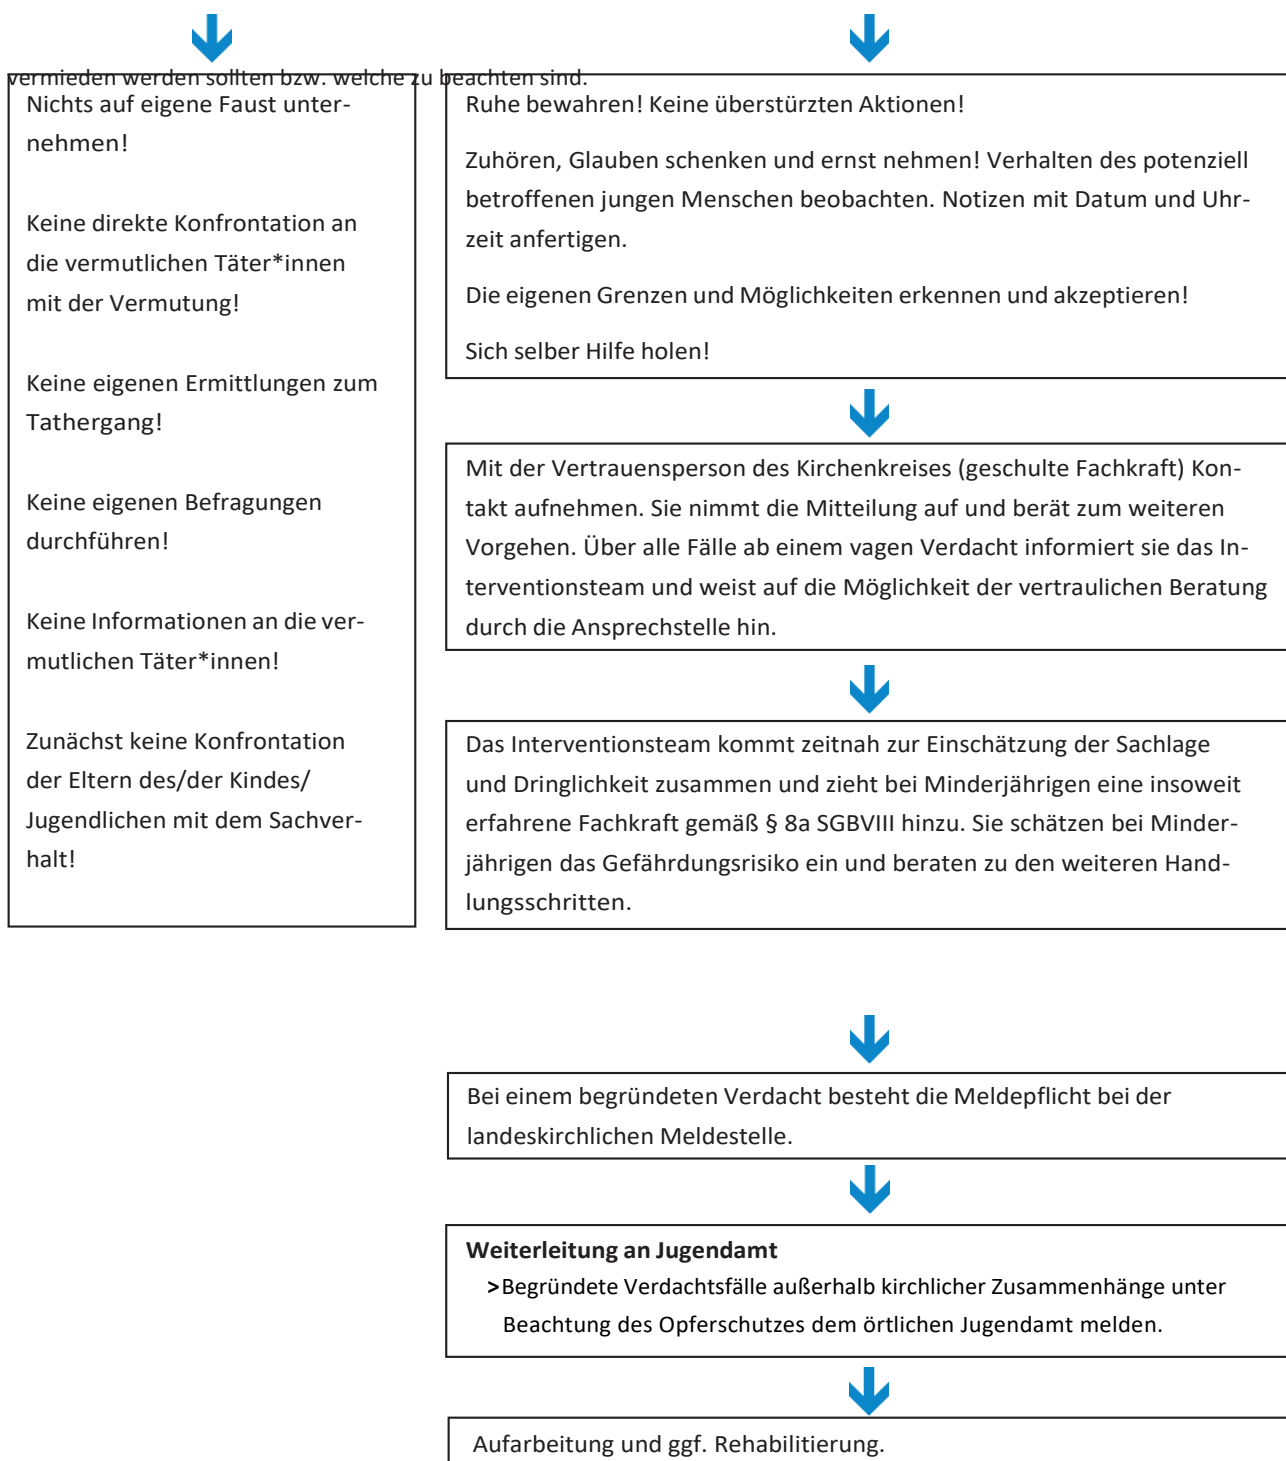 vermieden werden sollten bzw. welche zu beachten sind.
Nichts auf eigene Faust unter-
nehmen!
Keine direkte Konfrontation an
die vermutlichen Täter*innen
mit der Vermutung!
Keine eigenen Ermittlungen zum
Tathergang!
Keine eigenen Befragungen
durchführen!
Keine Informationen an die ver-
mutlichen Täter*innen!
Zunächst keine Konfrontation
der Eltern des/der Kindes/
Jugendlichen mit dem Sachver-
halt!
Ruhe bewahren! Keine überstürzten Aktionen!
Zuhören, Glauben schenken und ernst nehmen! Verhalten des potenziell
betroffenen jungen Menschen beobachten. Notizen mit Datum und Uhr-
zeit anfertigen.
Die eigenen Grenzen und Möglichkeiten erkennen und akzeptieren!
Sich selber Hilfe holen!
Mit der Vertrauensperson des Kirchenkreises (geschulte Fachkraft) Kon-
takt aufnehmen. Sie nimmt die Mitteilung auf und berät zum weiteren
Vorgehen. Über alle Fälle ab einem vagen Verdacht informiert sie das In-
terventionsteam und weist auf die Möglichkeit der vertraulichen Beratung
durch die Ansprechstelle hin.
Das Interventionsteam kommt zeitnah zur Einschätzung der Sachlage
und Dringlichkeit zusammen und zieht bei Minderjährigen eine insoweit
erfahrene Fachkraft gemäß § 8a SGBVIII hinzu. Sie schätzen bei Minder-
jährigen das Gefährdungsrisiko ein und beraten zu den weiteren Hand-
lungsschritten.
Bei einem begründeten Verdacht besteht die Meldepflicht bei der
landeskirchlichen Meldestelle.
Weiterleitung an Jugendamt
>Begründete Verdachtsfälle außerhalb kirchlicher Zusammenhänge unter
Beachtung des Opferschutzes dem örtlichen Jugendamt melden.
Aufarbeitung und ggf. Rehabilitierung.